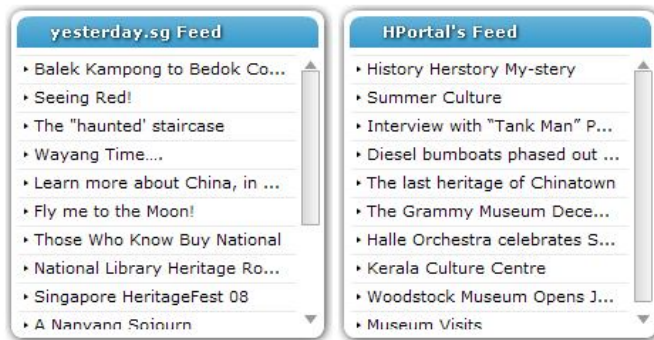 yesterday.sg Feed
Balek Kampong to Bedok Co...
Seeing Red!
The "haunted' staircase
Wayang Time....
Learn more about China, in ...
Fly me to the Moon!
Those Who Know Buy National
National Library Heritage Ro...
Singapore HeritageFest 08
A Nanyang Sojourn
HPortal's Feed
History Herstory My-stery
Summer Culture
Interview with “Tank Man” P...
Diesel bumboats phased out ...
The last heritage of Chinatown
The Grammy Museum Dece...
Halle Orchestra celebrates S...
Kerala Culture Centre
Woodstock Museum Opens J...
Museum Visits